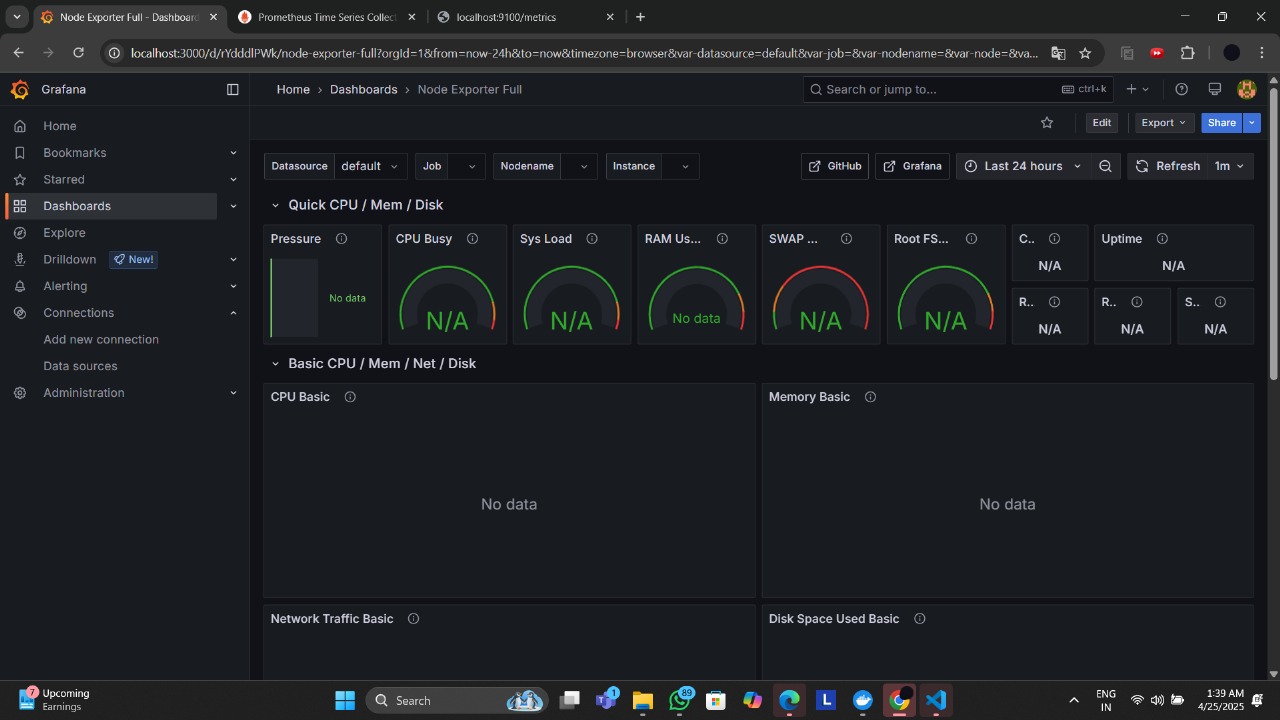 Node Exporter Full - Dashboard
Prometheus Time Series Collect
localhost:9100/metrics
localhost:3000/d/rYdddlPWk/node-exporter-full?orgId=1&from=now-24h&to=now&timezone=browser&var-datasource=default&var-job=&var-nodename=&var-node=&va...
Grafana
Home › Dashboards › Node Exporter Full
Search or jump to... ctrl+k
Edit Export Share
Home
Bookmarks
Starred
Dashboards
Explore
Drilldown New!
Alerting
Connections
Add new connection
Data sources
Administration
Datasource default Job Nodename Instance GitHub Grafana Last 24 hours Refresh 1m
Quick CPU / Mem / Disk
Pressure
No data
CPU Busy
N/A
Sys Load
N/A
RAM Us...
No data
SWAP ...
N/A
Root FS...
N/A
C..
N/A
Uptime
N/A
R..
N/A
R..
N/A
S..
N/A
Basic CPU / Mem / Net / Disk
CPU Basic
No data
Memory Basic
No data
Network Traffic Basic
Disk Space Used Basic
7
Upcoming
Earnings
Search
1
89
L
ENG
IN
1:39 AM
4/25/2025